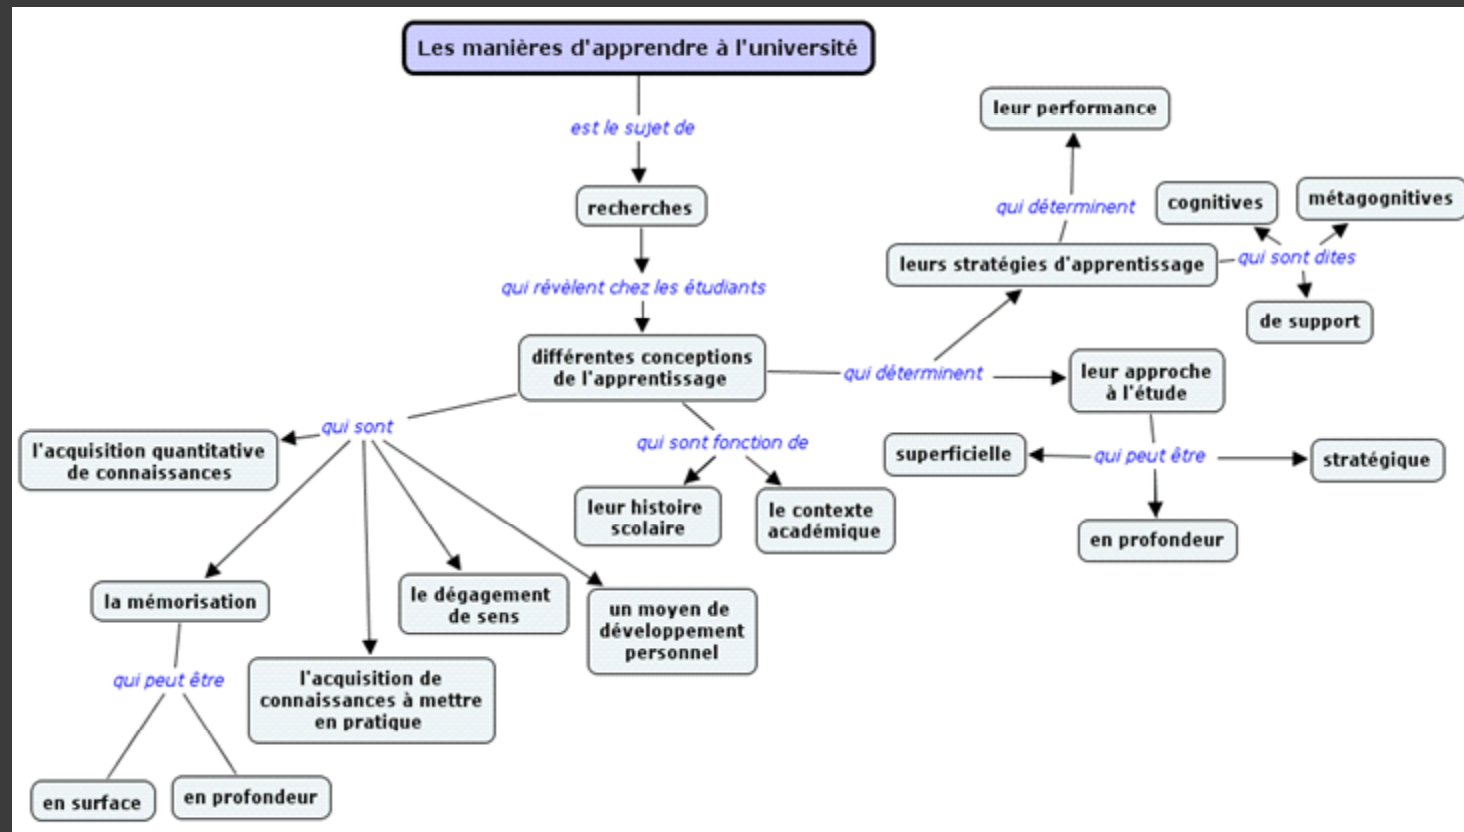 Les manières d'apprendre à l'université
est le sujet de
recherches
qui révèlent chez les étudiants
différentes conceptions
de l'apprentissage
qui déterminent
leurs stratégies d'apprentissage
qui déterminent
leur performance
qui sont dites
cognitives
métagognitives
de support
leur approche
à l'étude
qui peut être
superficielle
stratégique
en profondeur
qui sont fonction de
leur histoire
scolaire
le contexte
académique
qui sont
l'acquisition quantitative
de connaissances
la mémorisation
qui peut être
en surface
en profondeur
l'acquisition de
connaissances à mettre
en pratique
le dégagement
de sens
un moyen de
développement
personnel